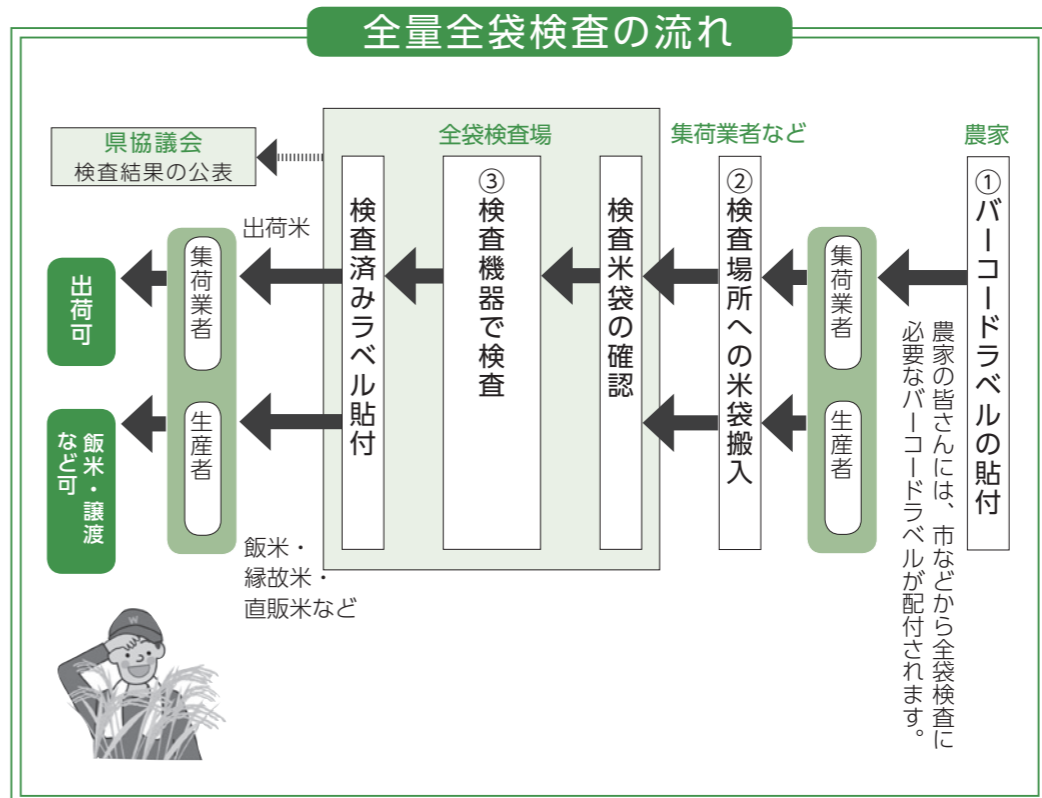 全量全袋検査の流れ
農家
①バーコードラベルの貼付
農家の皆さんには、市などから全袋検査に
必要なバーコードラベルが配付されます。
集荷業者
生産者
集荷業者など
②検査場所への米袋搬入
全袋検査場
検査米袋の確認
③検査機器で検査
検査済みラベル貼付
県協議会
検査結果の公表
出荷米
飯米・
縁故米・
直販米など
集荷業者
生産者
出荷可
飯米・譲渡
など可
W